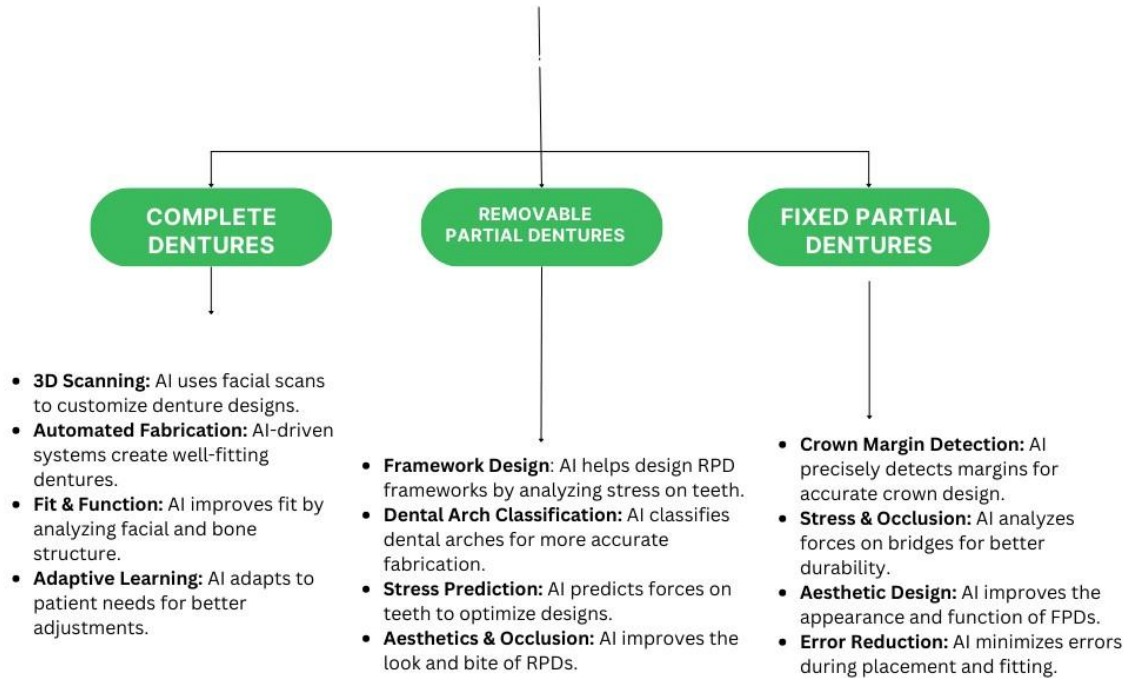 COMPLETE
DENTURES
• 3D Scanning: AI uses facial scans
to customize denture designs.
• Automated Fabrication: AI-driven
systems create well-fitting
dentures.
• Fit & Function: AI improves fit by
analyzing facial and bone
structure.
• Adaptive Learning: AI adapts to
patient needs for better
adjustments.
REMOVABLE
PARTIAL DENTURES
• Framework Design: AI helps design RPD
frameworks by analyzing stress on teeth.
• Dental Arch Classification: AI classifies
dental arches for more accurate
fabrication.
• Stress Prediction: AI predicts forces on
teeth to optimize designs.
• Aesthetics & Occlusion: AI improves the
look and bite of RPDs.
FIXED PARTIAL
DENTURES
• Crown Margin Detection: AI
precisely detects margins for
accurate crown design.
• Stress & Occlusion: AI analyzes
forces on bridges for better
durability.
• Aesthetic Design: AI improves the
appearance and function of FPDs.
• Error Reduction: AI minimizes errors
during placement and fitting.